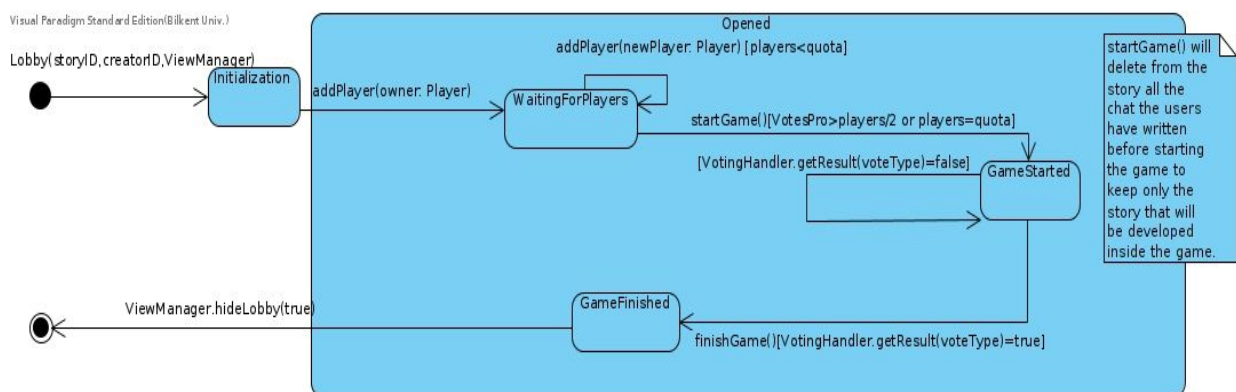 Visual Paradigm Standard Edition(Bilkent Univ.)
Opened
Lobby(storyID,creatorID,ViewManager)
Initialization
addPlayer(owner: Player)
addPlayer(newPlayer: Player) [players<quota]
WaitingForPlayers
startGame()[VotesPro>players/2 or players=quota]
[VotingHandler.getResult(voteType)=false]
GameStarted
startGame() will
delete from the
story all the
chat the users
have written
before starting
the game to
keep only the
story that will
be developed
inside the game.
ViewManager.hideLobby(true)
GameFinished
finishGame()[VotingHandler.getResult(voteType)=true]